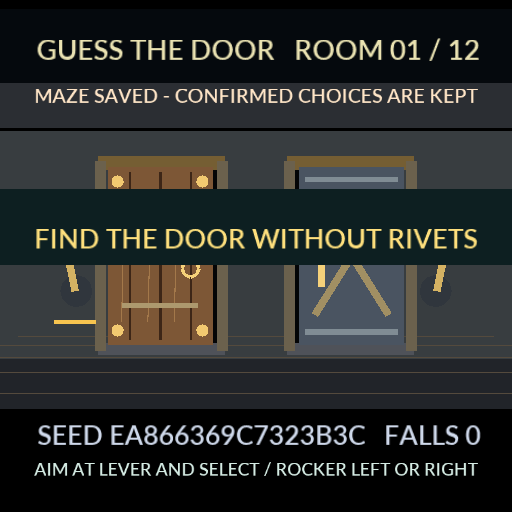 GUESS THE DOOR ROOM 01 / 12
MAZE SAVED - CONFIRMED CHOICES ARE KEPT
FIND THE DOOR WITHOUT RIVETS
SEED EA866369C7323B3C FALLS 0
AIM AT LEVER AND SELECT / ROCKER LEFT OR RIGHT